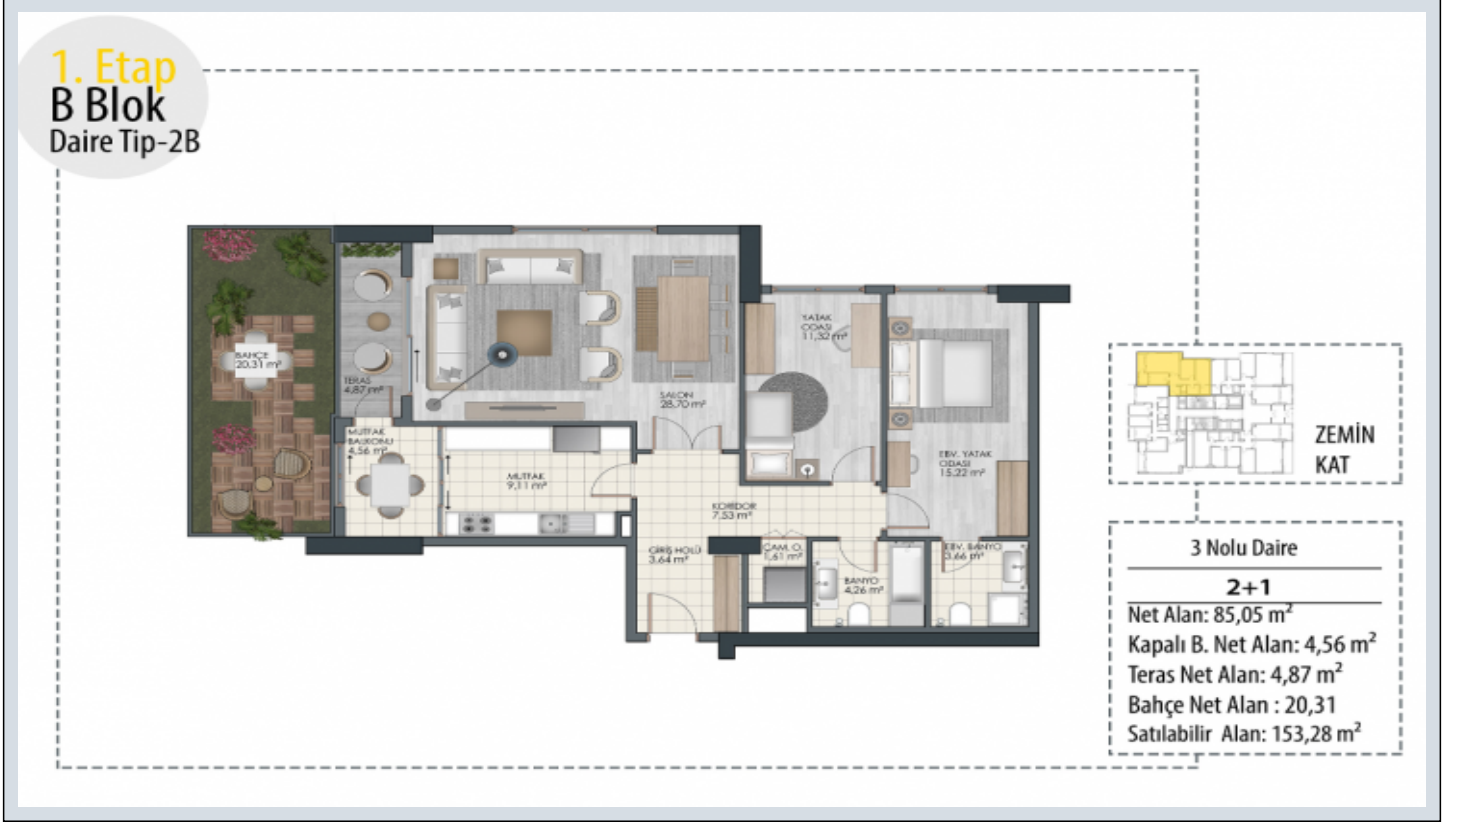 1. Etap
B Blok
Daire Tip-2B
BAHÇE
20,31 m²
TERAS
4,87 m²
MUTFAK
BALKONU
4,56 m²
MUTFAK
9,11 m²
SALON
28,70 m²
YATAK
ODASI
11,32 m²
EBV. YATAK
ODASI
15,22 m²
KORİDOR
7,53 m²
GİRİŞ HOLÜ
3,64 m²
ÇAM. O.
1,61 m²
BANYO
4,26 m²
EBV. BANYO
3,66 m²
ZEMİN
KAT
3 Nolu Daire
2+1
Net Alan: 85,05 m²
Kapalı B. Net Alan: 4,56 m²
Teras Net Alan: 4,87 m²
Bahçe Net Alan : 20,31
Satılabilir Alan: 153,28 m²